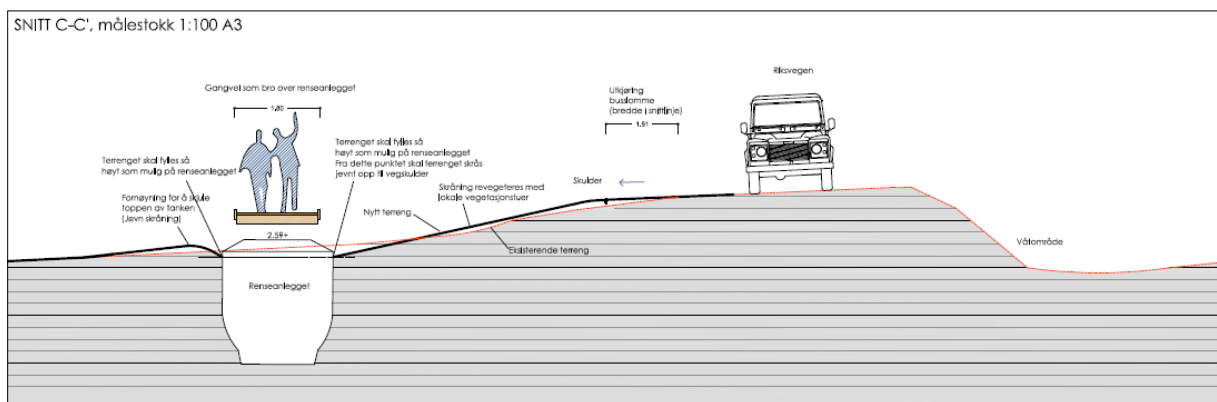 SNITT C-C', målestokk 1:100 A3
Gangvei som bro over renseanlegget
1,80
Terrenget skal fylles så
høyt som mulig på renseanlegget
Fornøyning for å skjule
toppen av tanken
(Jevn skråning)
Terrenget skal fylles så
høyt som mulig på renseanlegget
Fra dette punktet skal terrenget skrås
jevnt opp til vegskulder
2,59+
Renseanlegget
Nytt terreng
Skråning revegeteres med
lokale vegetasjonstuer
Eksisterende terreng
Skulder
Utkjøring
busslomme
(bredde i snittlinje)
1,51
Riksvegen
Våtområde